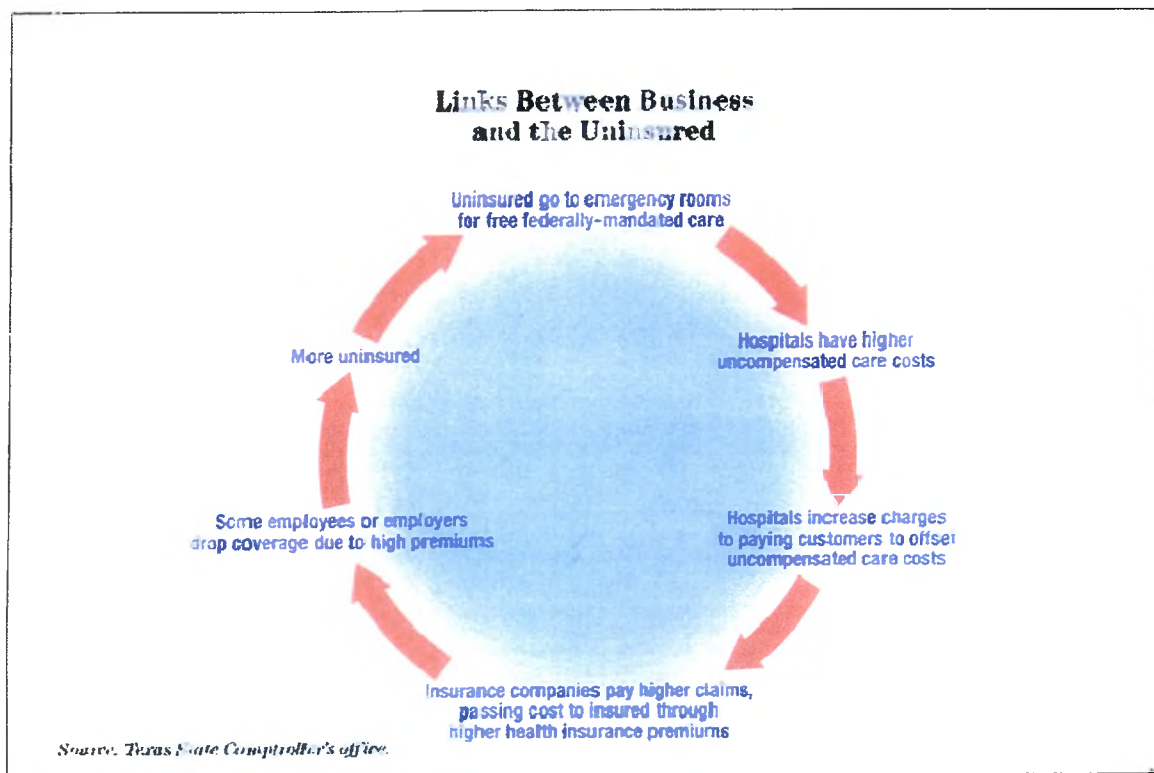 Links Between Business
and the Uninsured
Uninsured go to emergency rooms
for free federally-mandated care
Hospitals have higher
uncompensated care costs
Hospitals increase charges
to paying customers to offset
uncompensated care costs
Insurance companies pay higher claims,
passing cost to insured through
higher health insurance premiums
Some employees or employers
drop coverage due to high premiums
More uninsured
Source: Texas State Comptroller's office.